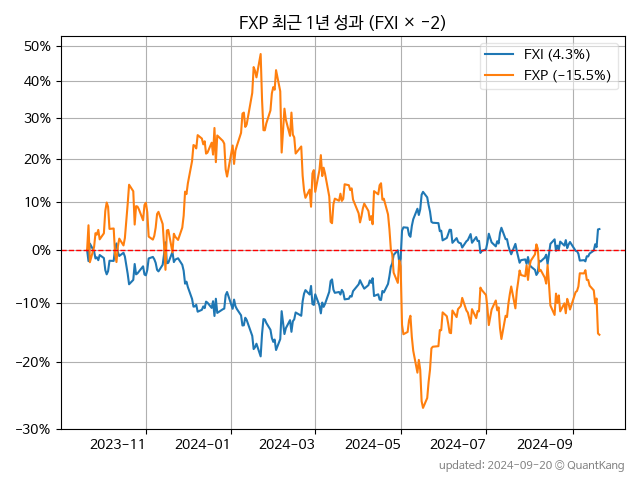 FXP 최근 1년 성과 (FXI × -2)
FXI (4.3%)
FXP (-15.5%)
50%
40%
30%
20%
10%
0%
-10%
-20%
-30%
2023-11 2024-01 2024-03 2024-05 2024-07 2024-09
updated: 2024-09-20 © QuantKang